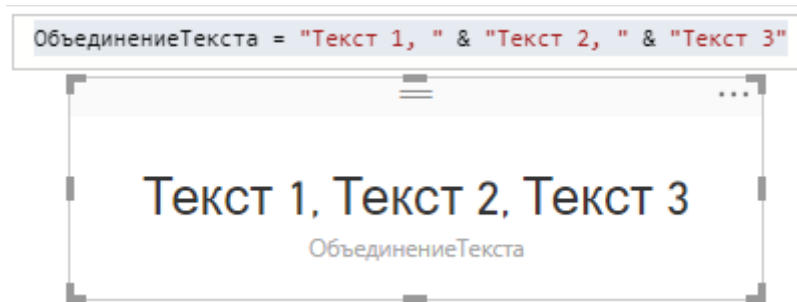 ОбъединениеТекста = "Текст 1, " & "Текст 2, " & "Текст 3"
Текст 1, Текст 2, Текст 3
ОбъединениеТекста